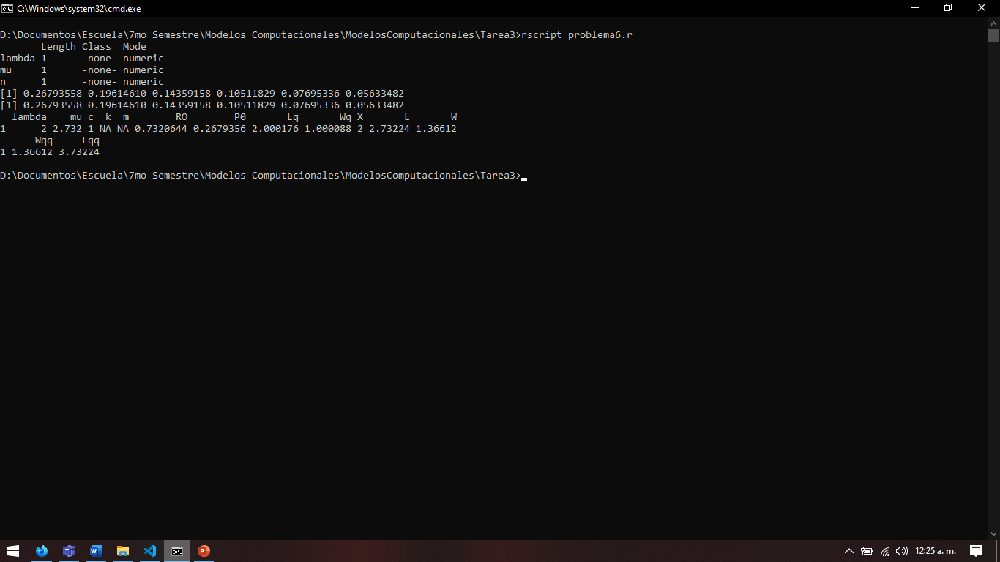 C:\Windows\system32\cmd.exe
D:\Documentos\Escuela\7mo Semestre\Modelos Computacionales\ModelosComputacionales\Tarea3>rscript problema6.r
       Length Class  Mode
lambda 1      -none- numeric
mu     1      -none- numeric
n      1      -none- numeric
[1] 0.26793558 0.19614610 0.14359158 0.10511829 0.07695336 0.05633482
[1] 0.26793558 0.19614610 0.14359158 0.10511829 0.07695336 0.05633482
  lambda    mu c  k  m        RO        P0       Lq       Wq X       L       W
1      2 2.732 1 NA NA 0.7320644 0.2679356 2.000176 1.000088 2 2.73224 1.36612
      Wqq     Lqq
1 1.36612 3.73224
D:\Documentos\Escuela\7mo Semestre\Modelos Computacionales\ModelosComputacionales\Tarea3>
12:25 a. m.